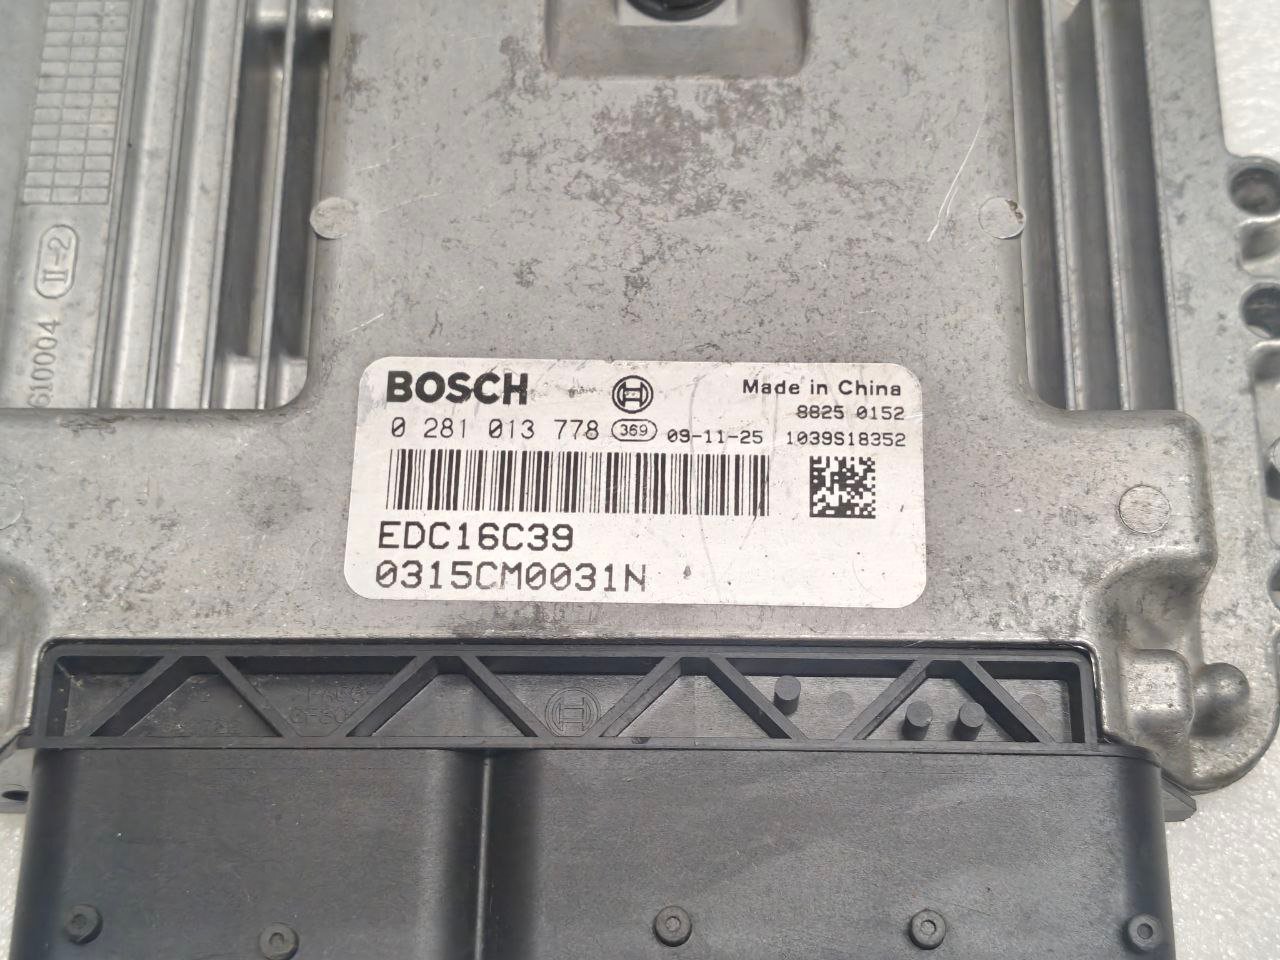 BOSCH
Made in China
8825 0152
0 281 013 778 369 09-11-25 1039S18352
EDC16C39
0315CM0031N
II-2
610004